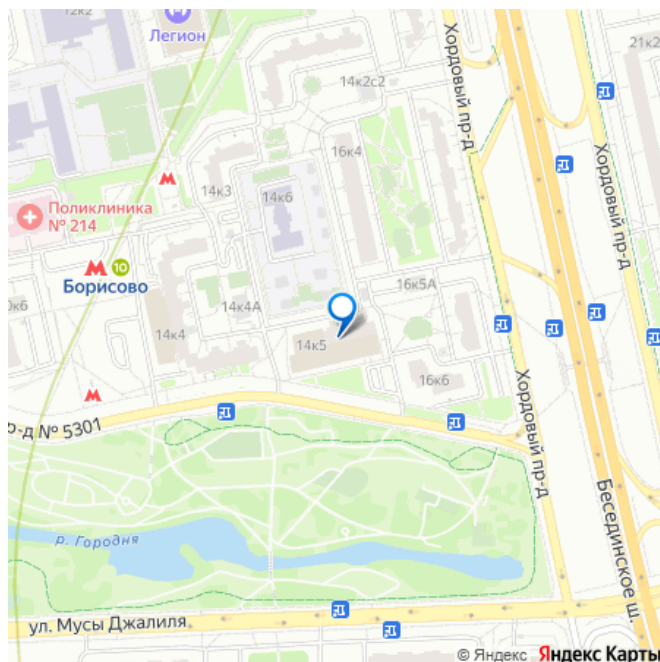 12к2
Легион
Хордовый пр-д
21к2
14к2с2
16к4
14к3
14к6
Поликлиника
№ 214
Хордовый пр-д
10
Борисово
14к4А
16к5А
14к4
14к5
16к6
Хордовый пр-д
№ 5301
р. Городня
Бесединское ш.
ул. Мусы Джалиля
© Яндекс Яндекс Карты